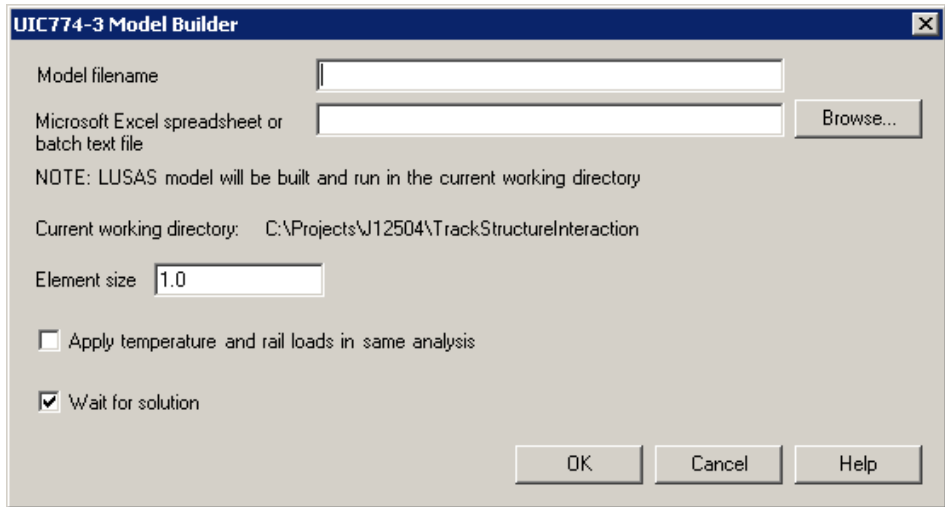 UIC774-3 Model Builder
Model filename
Microsoft Excel spreadsheet or
batch text file
Browse...
NOTE: LUSAS model will be built and run in the current working directory
Current working directory: C:\Projects\J12504\TrackStructureInteraction
Element size 1.0
Apply temperature and rail loads in same analysis
Wait for solution
OK Cancel Help